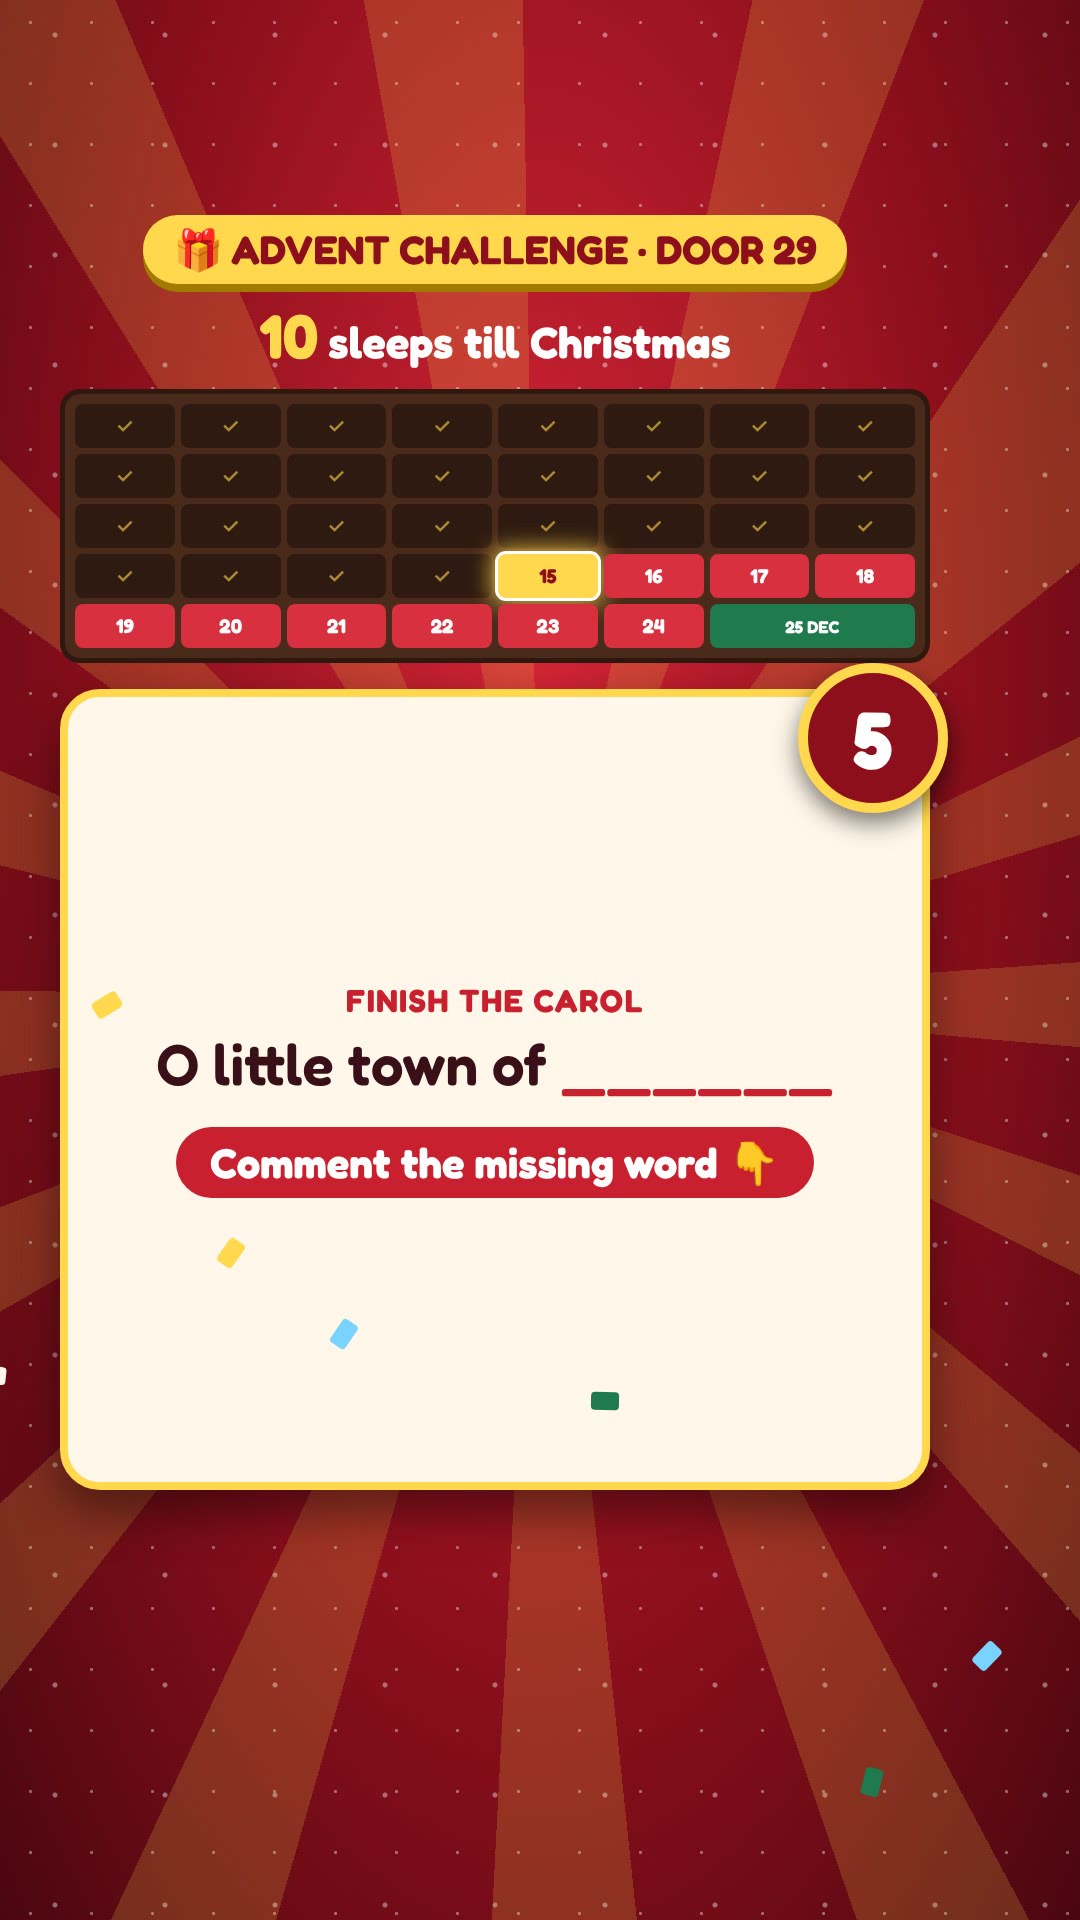 🎁 ADVENT CHALLENGE · DOOR 29
10 sleeps till Christmas
✓ ✓ ✓ ✓ ✓ ✓ ✓ ✓
✓ ✓ ✓ ✓ ✓ ✓ ✓ ✓
✓ ✓ ✓ ✓ ✓ ✓ ✓ ✓
✓ ✓ ✓ ✓ 15 16 17 18
19 20 21 22 23 24 25 DEC
5
FINISH THE CAROL
O little town of ______
Comment the missing word 👇